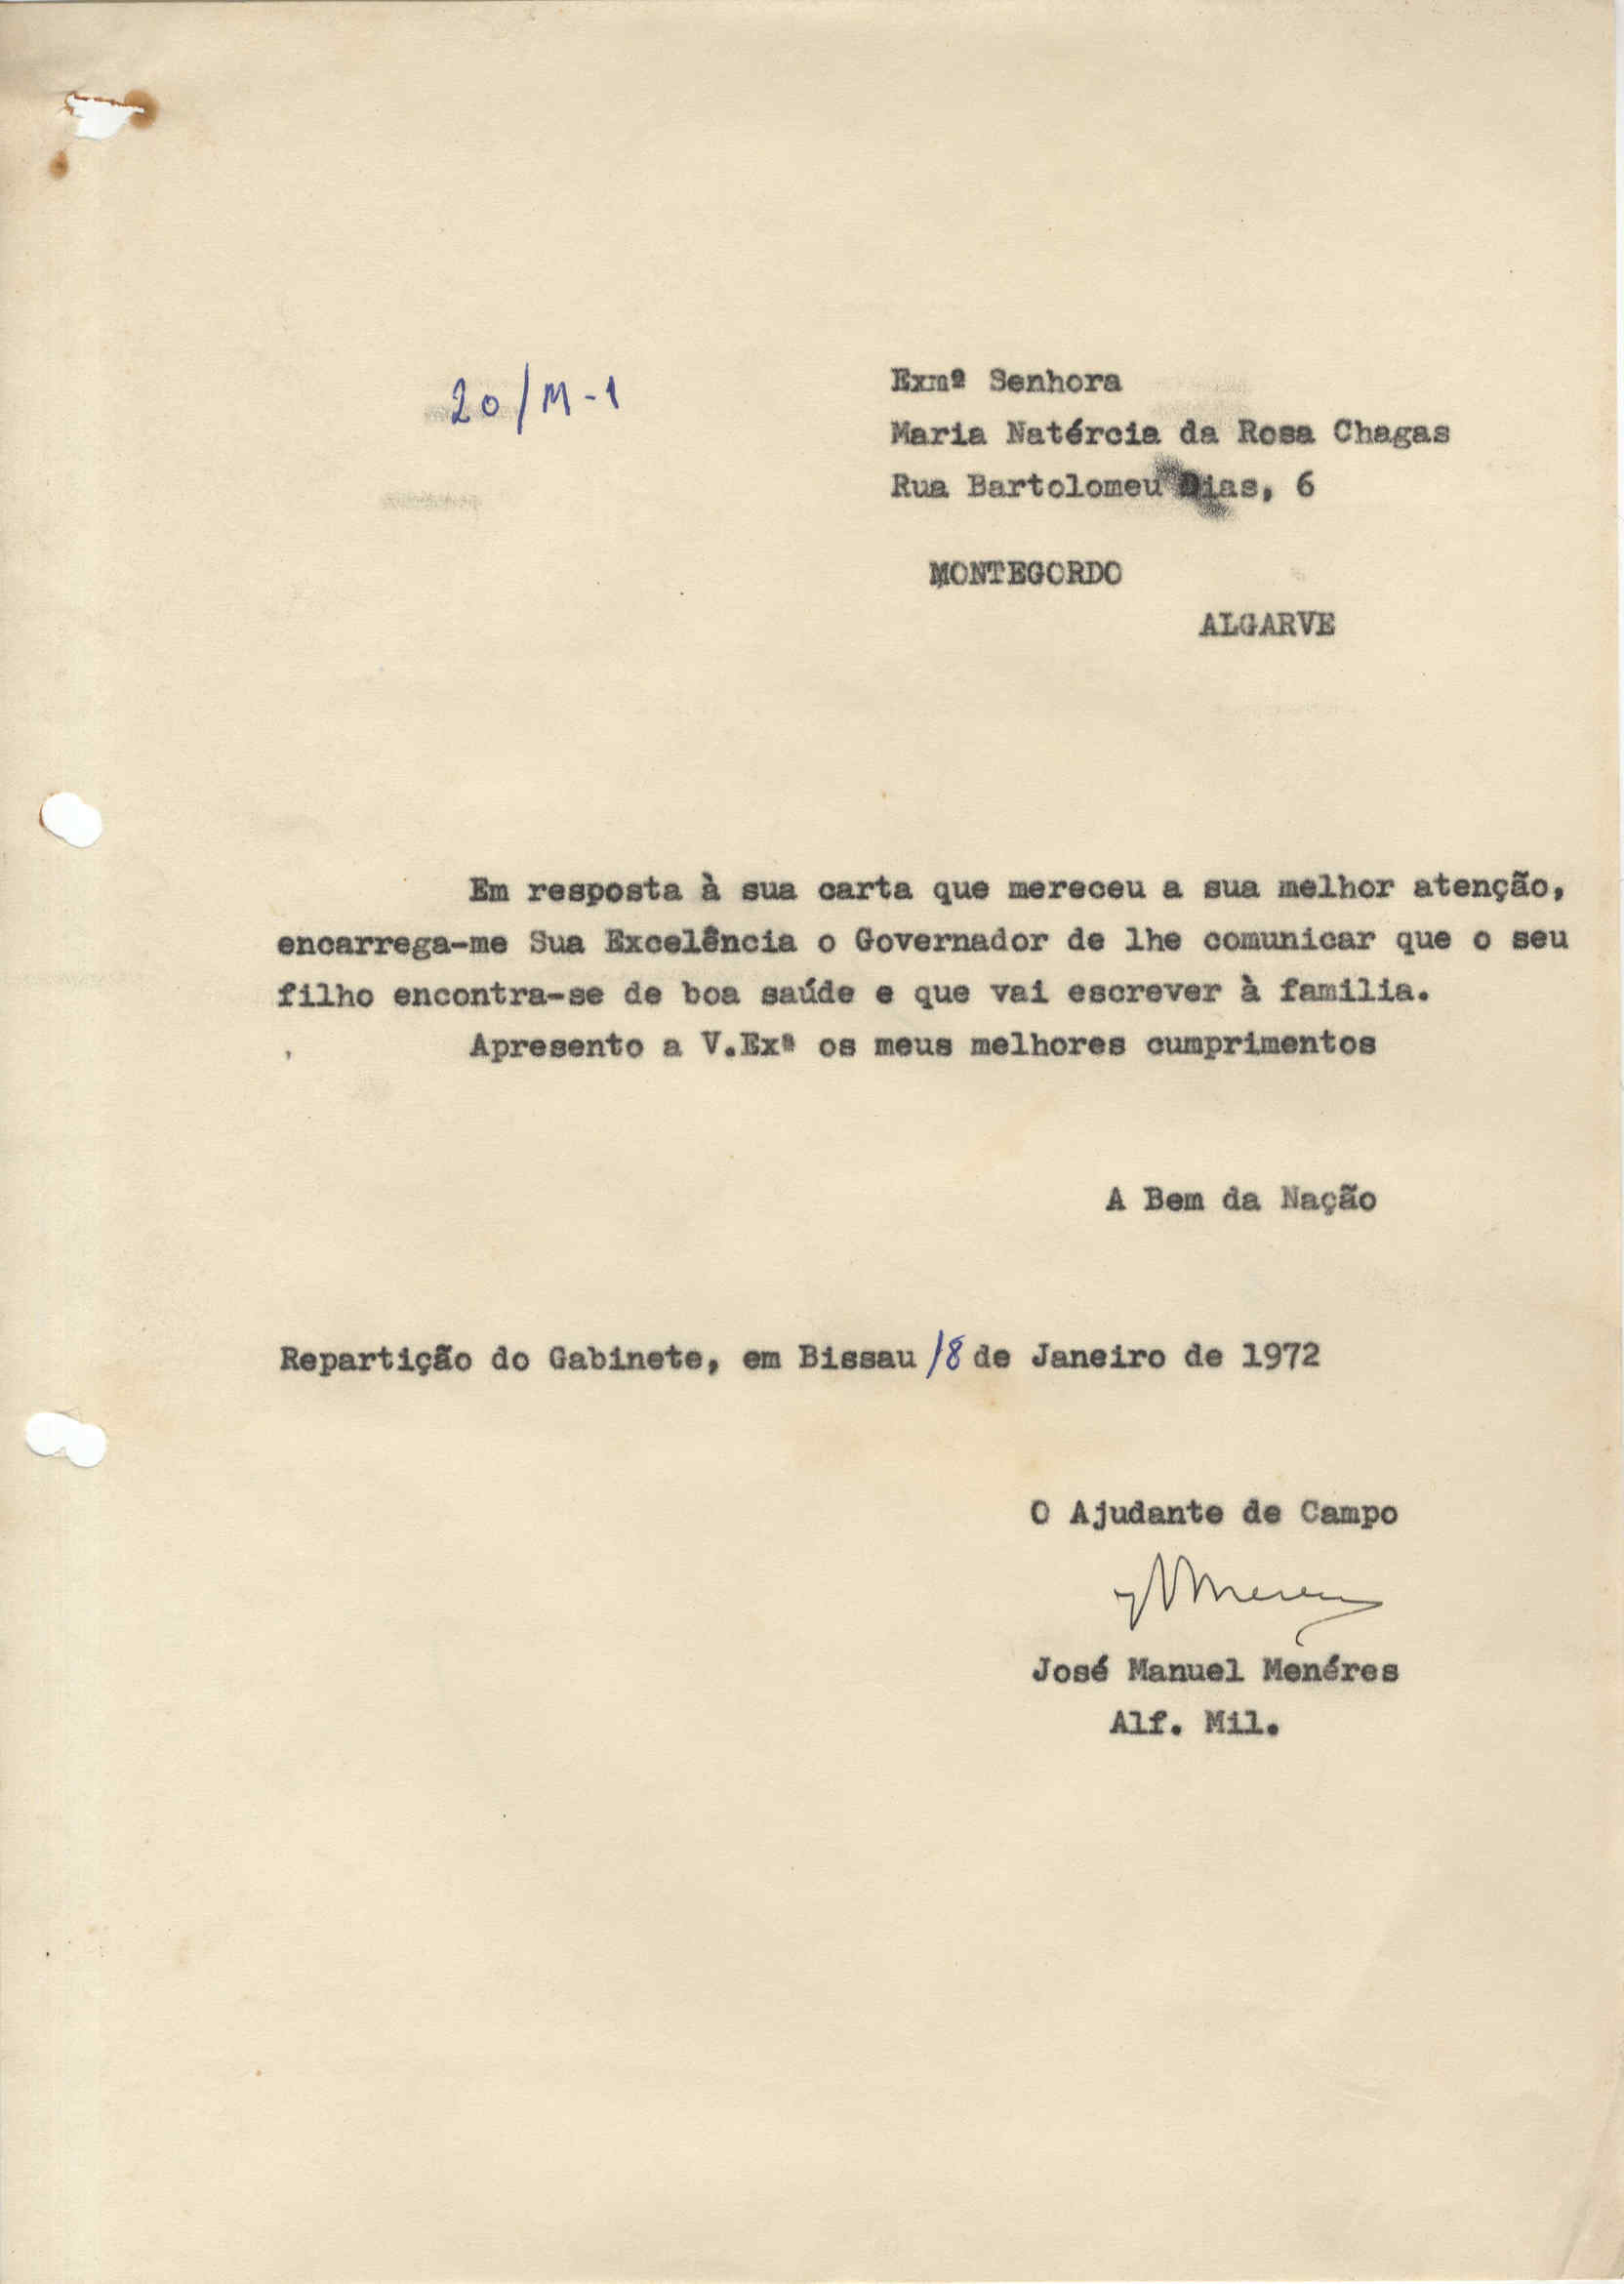 20/M-1
Exmª Senhora
Maria Natércia da Rosa Chagas
Rua Bartolomeu Dias, 6
MONTEGORDO
ALGARVE
Em resposta à sua carta que mereceu a sua melhor atenção,
encarrega-me Sua Excelência o Governador de lhe comunicar que o seu
filho encontra-se de boa saúde e que vai escrever à familia.
Apresento a V.Exª os meus melhores cumprimentos
A Bem da Nação
Repartição do Gabinete, em Bissau 18 de Janeiro de 1972
O Ajudante de Campo
José Manuel Menéres
Alf. Mil.